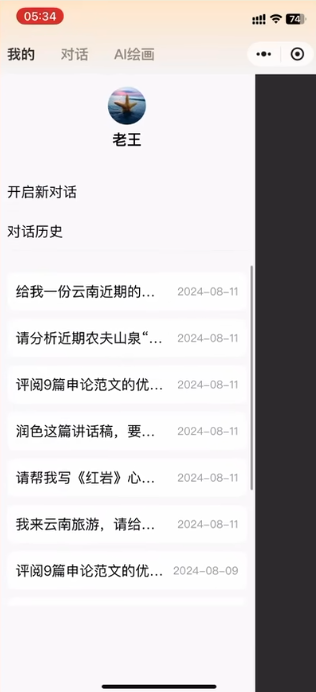 05:34
74
我的 对话 AI绘画
老王
开启新对话
对话历史
给我一份云南近期的... 2024-08-11
请分析近期农夫山泉“... 2024-08-11
评阅9篇申论范文的优... 2024-08-11
润色这篇讲话稿，要... 2024-08-11
请帮我写《红岩》心... 2024-08-11
我来云南旅游，请给... 2024-08-11
评阅9篇申论范文的优... 2024-08-09